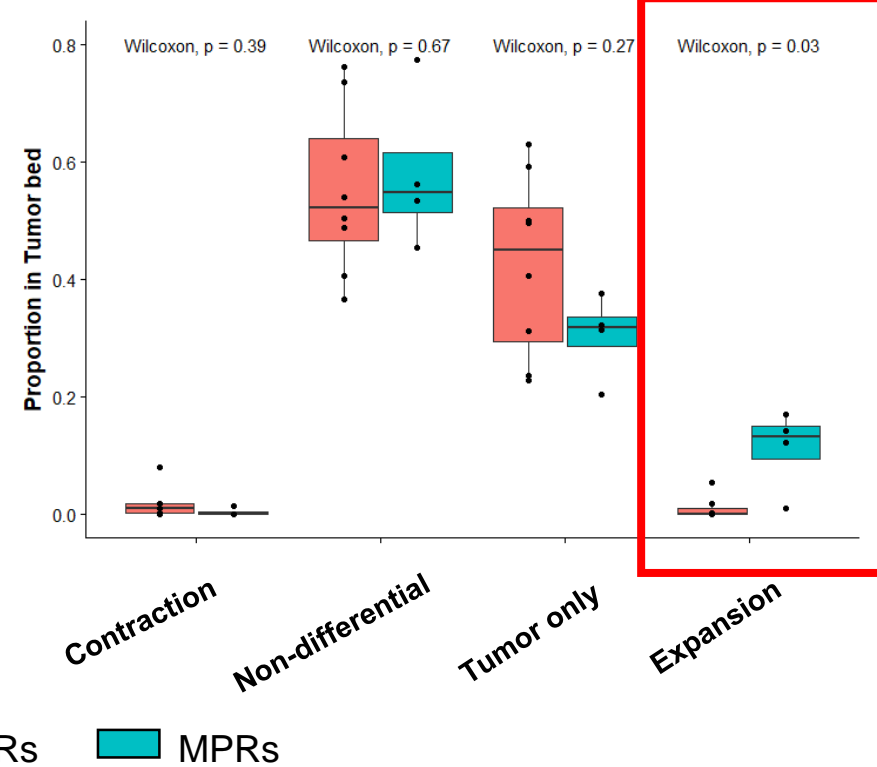 Wilcoxon, p = 0.39 Wilcoxon, p = 0.67 Wilcoxon, p = 0.27 Wilcoxon, p = 0.03
Proportion in Tumor bed
0.8
0.6
0.4
0.2
0.0
Contraction Non-differential Tumor only Expansion
Rs MPRs